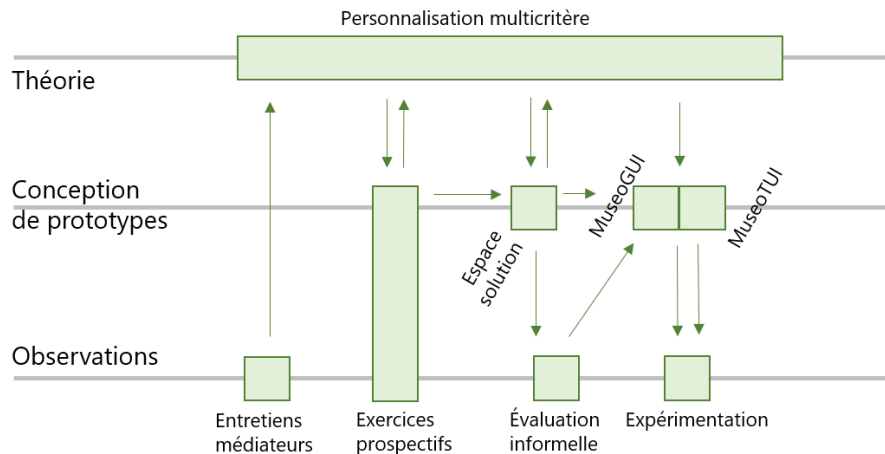 Personnalisation multicritère
Théorie
Conception
de prototypes
Espace
solution
MuseoGUI
MuseoTUI
Observations
Entretiens
médiateurs
Exercices
prospectifs
Évaluation
informelle
Expérimentation